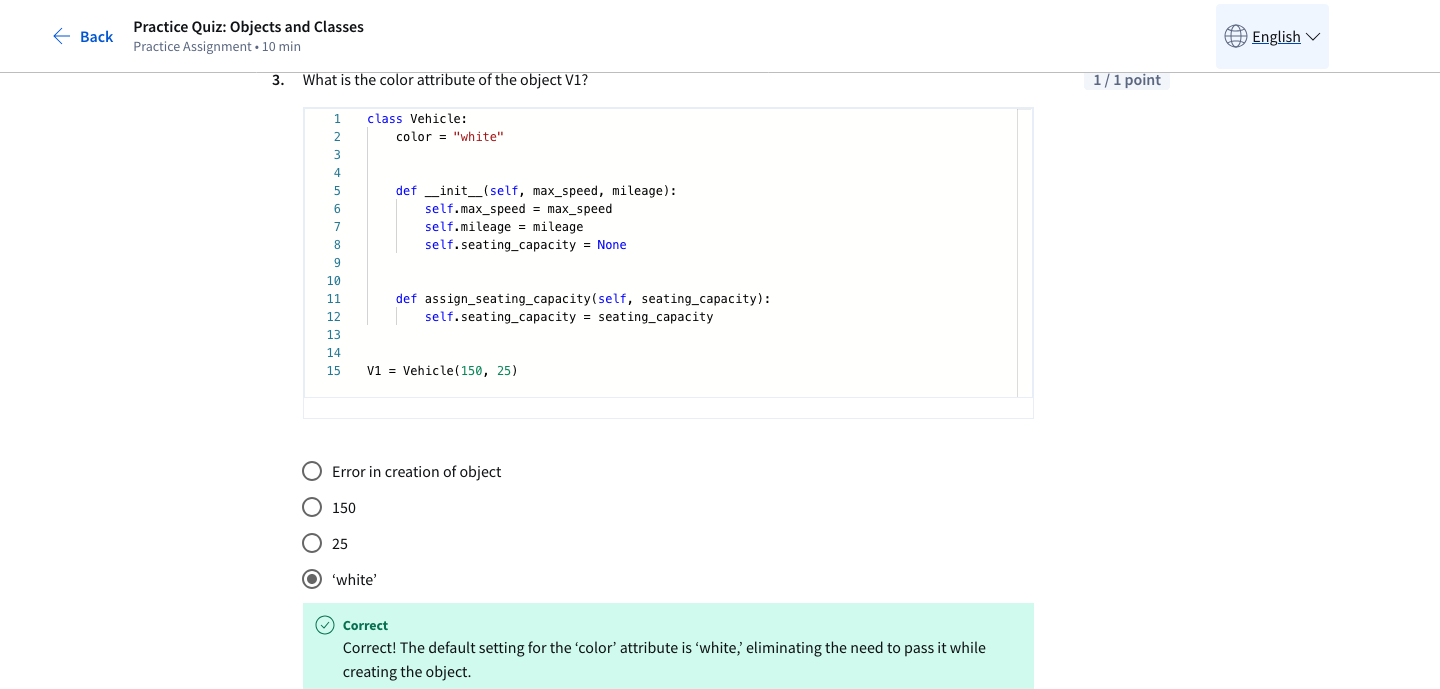 Back
Practice Quiz: Objects and Classes
Practice Assignment • 10 min
English
3. What is the color attribute of the object V1?
1 / 1 point
1 class Vehicle:
2     color = "white"
3
4
5     def __init__(self, max_speed, mileage):
6         self.max_speed = max_speed
7         self.mileage = mileage
8         self.seating_capacity = None
9
10
11     def assign_seating_capacity(self, seating_capacity):
12         self.seating_capacity = seating_capacity
13
14
15 V1 = Vehicle(150, 25)
Error in creation of object
150
25
‘white’
Correct
Correct! The default setting for the ‘color’ attribute is ‘white,’ eliminating the need to pass it while
creating the object.